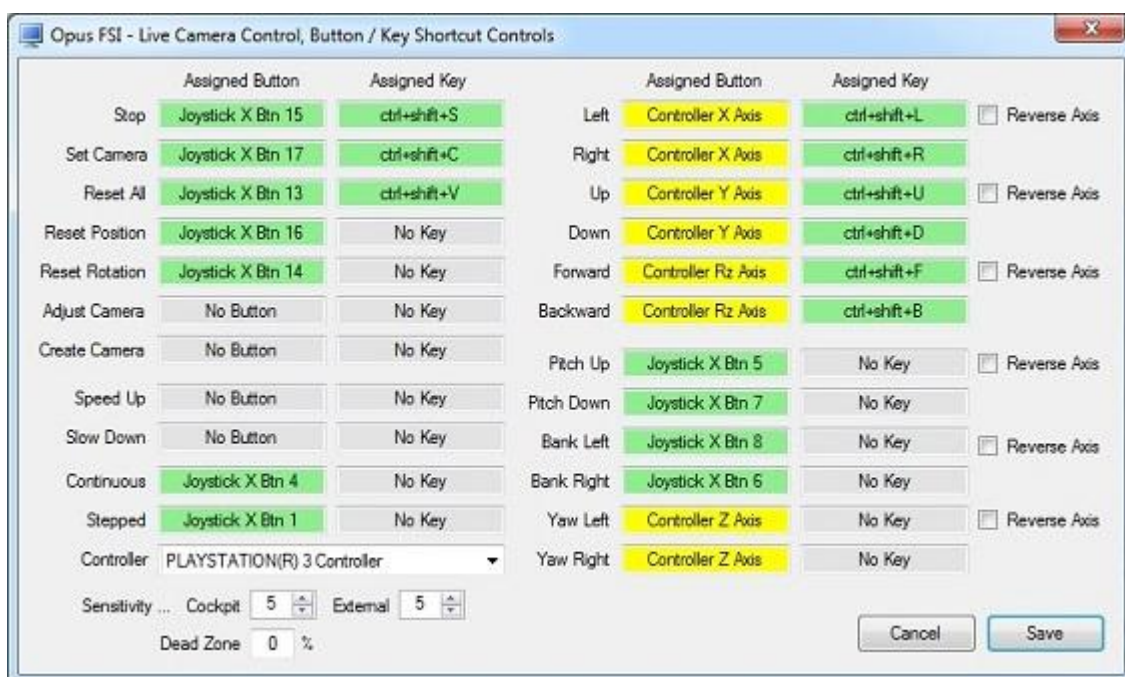 Opus FSI - Live Camera Control, Button / Key Shortcut Controls
Assigned Button Assigned Key Assigned Button Assigned Key
Stop Joystick X Btn 15 ctrl+shift+S Left Controller X Axis ctrl+shift+L Reverse Axis
Set Camera Joystick X Btn 17 ctrl+shift+C Right Controller X Axis ctrl+shift+R
Reset All Joystick X Btn 13 ctrl+shift+V Up Controller Y Axis ctrl+shift+U Reverse Axis
Reset Position Joystick X Btn 16 No Key Down Controller Y Axis ctrl+shift+D
Reset Rotation Joystick X Btn 14 No Key Forward Controller Rz Axis ctrl+shift+F Reverse Axis
Adjust Camera No Button No Key Backward Controller Rz Axis ctrl+shift+B
Create Camera No Button No Key Pitch Up Joystick X Btn 5 No Key Reverse Axis
Speed Up No Button No Key Pitch Down Joystick X Btn 7 No Key
Slow Down No Button No Key Bank Left Joystick X Btn 8 No Key Reverse Axis
Continuous Joystick X Btn 4 No Key Bank Right Joystick X Btn 6 No Key
Stepped Joystick X Btn 1 No Key Yaw Left Controller Z Axis No Key Reverse Axis
Controller PLAYSTATION(R) 3 Controller Yaw Right Controller Z Axis No Key
Sensitivity ... Cockpit 5 External 5
Dead Zone 0 % Cancel Save